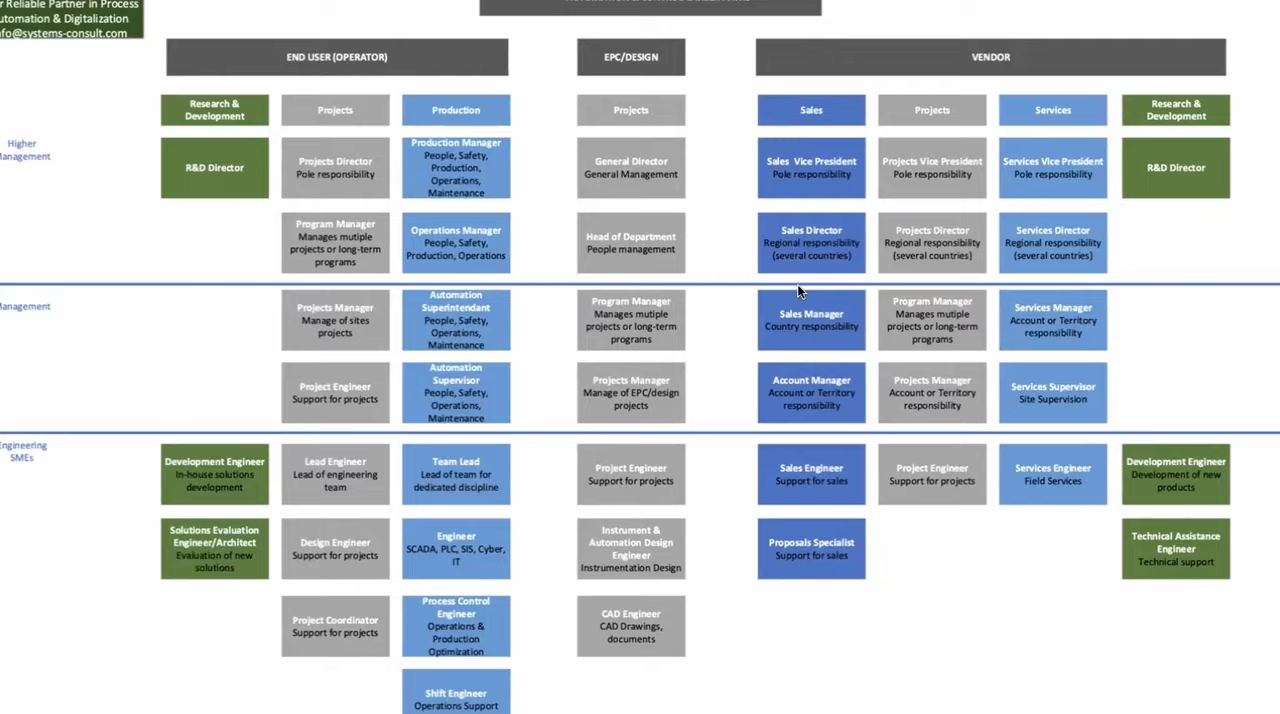 r Reliable Partner in Process
utomation & Digitalization
nfo@systems-consult.com
END USER (OPERATOR)
EPC/DESIGN
VENDOR
Research &
Development
Projects
Production
Projects
Sales
Projects
Services
Research &
Development
Higher
Management
R&D Director
Projects Director
Pole responsibility
Production Manager
People, Safety,
Production,
Operations,
Maintenance
General Director
General Management
Sales Vice President
Pole responsibility
Projects Vice President
Pole responsibility
Services Vice President
Pole responsibility
R&D Director
Program Manager
Manages mutiple
projects or long-term
programs
Operations Manager
People, Safety,
Production, Operations
Head of Department
People management
Sales Director
Regional responsibility
(several countries)
Projects Director
Regional responsibility
(several countries)
Services Director
Regional responsibility
(several countries)
Management
Projects Manager
Manage of sites
projects
Automation
Superintendant
People, Safety,
Operations,
Maintenance
Program Manager
Manages mutiple
projects or long-term
programs
Sales Manager
Country responsibility
Program Manager
Manages mutiple
projects or long-term
programs
Services Manager
Account or Territory
responsibility
Project Engineer
Support for projects
Automation
Supervisor
People, Safety,
Operations,
Maintenance
Projects Manager
Manage of EPC/design
projects
Account Manager
Account or Territory
responsibility
Projects Manager
Account or Territory
responsibility
Services Supervisor
Site Supervision
Engineering
SMEs
Development Engineer
In-house solutions
development
Lead Engineer
Lead of engineering
team
Team Lead
Lead of team for
dedicated discipline
Project Engineer
Support for projects
Sales Engineer
Support for sales
Project Engineer
Support for projects
Services Engineer
Field Services
Development Engineer
Development of new
products
Solutions Evaluation
Engineer/Architect
Evaluation of new
solutions
Design Engineer
Support for projects
Engineer
SCADA, PLC, SIS, Cyber,
IT
Instrument &
Automation Design
Engineer
Instrumentation Design
Proposals Specialist
Support for sales
Technical Assistance
Engineer
Technical support
Project Coordinator
Support for projects
Process Control
Engineer
Operations &
Production
Optimization
CAD Engineer
CAD Drawings,
documents
Shift Engineer
Operations Support